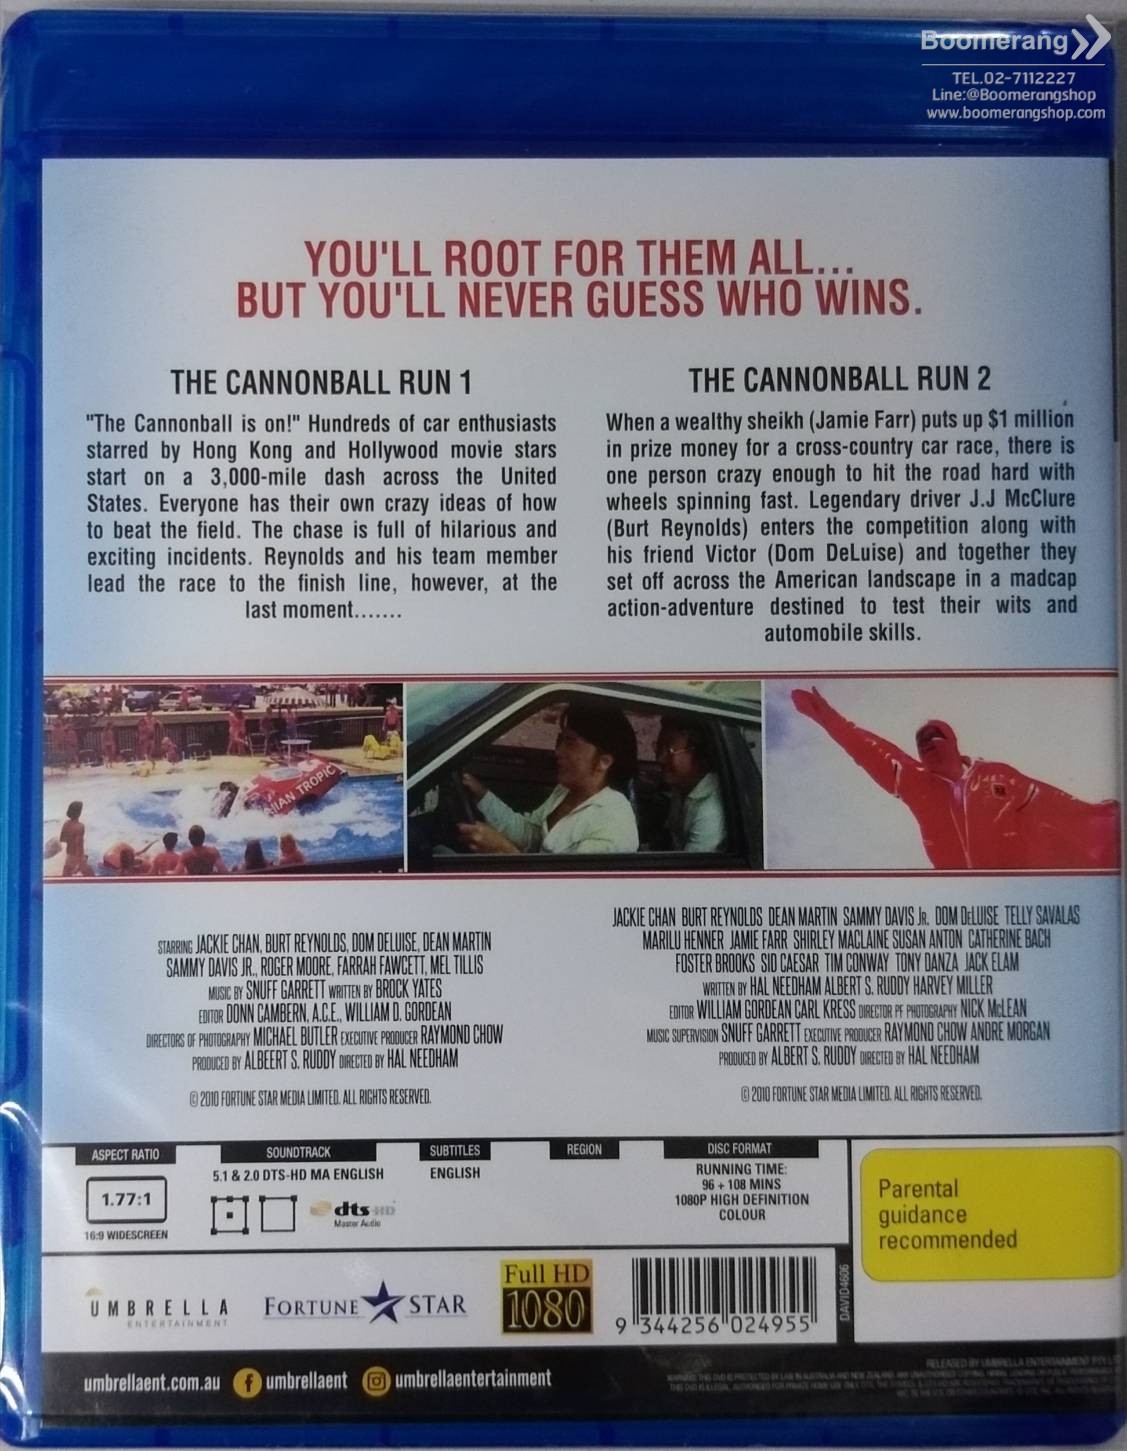 Boomerang
TEL.02-7112227
Line:@Boomerangshop
www.boomerangshop.com
YOU'LL ROOT FOR THEM ALL...
BUT YOU'LL NEVER GUESS WHO WINS.
THE CANNONBALL RUN 1
"The Cannonball is on!" Hundreds of car enthusiasts
starred by Hong Kong and Hollywood movie stars
start on a 3,000-mile dash across the United
States. Everyone has their own crazy ideas of how
to beat the field. The chase is full of hilarious and
exciting incidents. Reynolds and his team member
lead the race to the finish line, however, at the
last moment.......
THE CANNONBALL RUN 2
When a wealthy sheikh (Jamie Farr) puts up $1 million
in prize money for a cross-country car race, there is
one person crazy enough to hit the road hard with
wheels spinning fast. Legendary driver J.J McClure
(Burt Reynolds) enters the competition along with
his friend Victor (Dom DeLuise) and together they
set off across the American landscape in a madcap
action-adventure destined to test their wits and
automobile skills.
TROPIC
STARRING JACKIE CHAN, BURT REYNOLDS, DOM DELUISE, DEAN MARTIN
SAMMY DAVIS JR., ROGER MOORE, FARRAH FAWCETT, MEL TILLIS
MUSIC BY SNUFF GARRETT WRITTEN BY BROCK YATES
EDITOR DONN CAMBERN, A.C.E., WILLIAM D. GORDEAN
DIRECTORS OF PHOTOGRAPHY MICHAEL BUTLER EXECUTIVE PRODUCER RAYMOND CHOW
PRODUCED BY ALBEERT S. RUDDY DIRECTED BY HAL NEEDHAM
© 2010 FORTUNE STAR MEDIA LIMITED. ALL RIGHTS RESERVED.
JACKIE CHAN BURT REYNOLDS DEAN MARTIN SAMMY DAVIS JR. DOM DeLUISE TELLY SAVALAS
MARILU HENNER JAMIE FARR SHIRLEY MACLAINE SUSAN ANTON CATHERINE BACH
FOSTER BROOKS SID CAESAR TIM CONWAY TONY DANZA JACK ELAM
WRITTEN BY HAL NEEDHAM ALBERT S. RUDDY HARVEY MILLER
EDITOR WILLIAM GORDEAN CARL KRESS DIRECTOR PF PHOTOGRAPHY NICK McLEAN
MUSIC SUPERVISION SNUFF GARRETT EXECUTIVE PRODUCER RAYMOND CHOW ANDRE MORGAN
PRODUCED BY ALBERT S. RUDDY DIRECTED BY HAL NEEDHAM
© 2010 FORTUNE STAR MEDIA LIMITED. ALL RIGHTS RESERVED.
ASPECT RATIO
1.77:1
16:9 WIDESCREEN
SOUNDTRACK
5.1 & 2.0 DTS-HD MA ENGLISH
dts-HD
Master Audio
SUBTITLES
ENGLISH
REGION
DISC FORMAT
RUNNING TIME:
96 + 108 MINS
1080P HIGH DEFINITION
COLOUR
Parental
guidance
recommended
UMBRELLA
ENTERTAINMENT
FORTUNE STAR
Full HD
1080
9 344256 024955
DAVID4606
umbrellaent.com.au umbrellaent umbrellaentertainment
RELEASED BY UMBRELLA ENTERTAINMENT PTY LTD